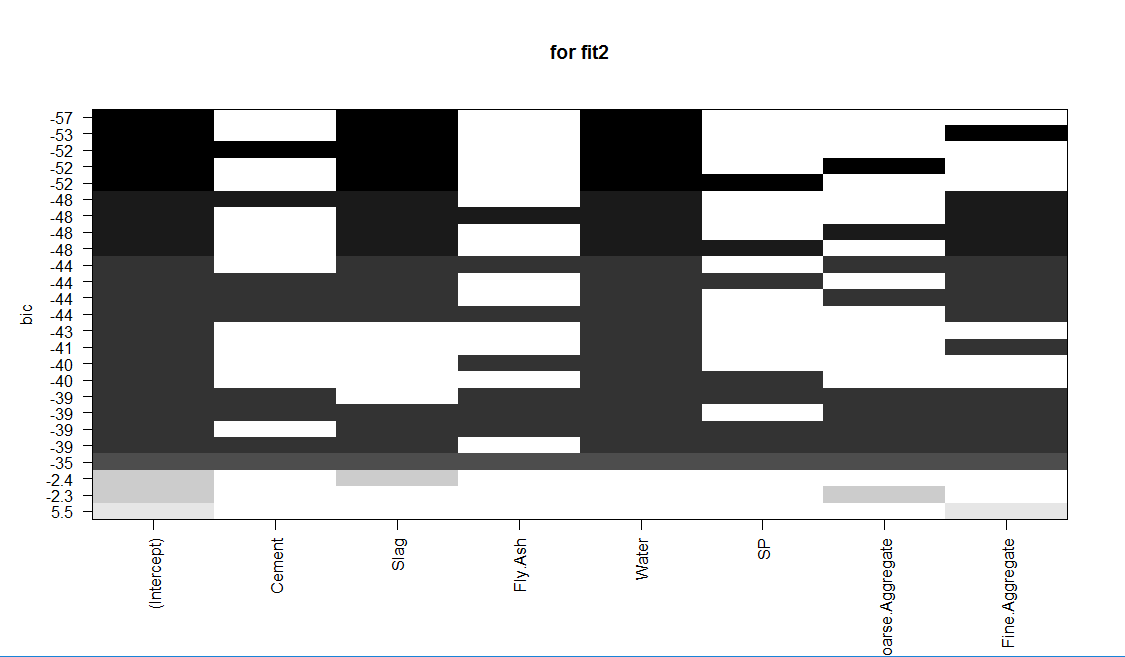 for fit2
bic
-57
-53
-52
-52
-52
-48
-48
-48
-48
-44
-44
-44
-44
-43
-41
-40
-40
-39
-39
-39
-39
-35
-2.4
-2.3
5.5
(Intercept)
Cement
Slag
Fly.Ash
Water
SP
oarse.Aggregate
Fine.Aggregate